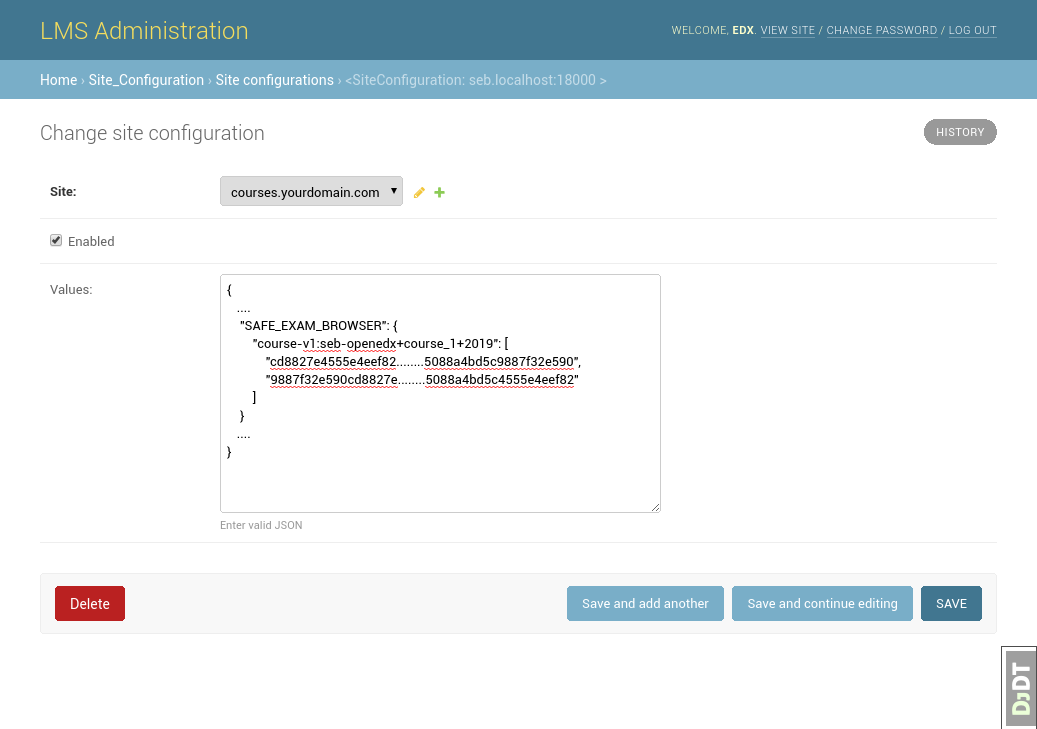 LMS Administration
WELCOME, EDX. VIEW SITE / CHANGE PASSWORD / LOG OUT
Home › Site_Configuration › Site configurations › <SiteConfiguration: seb.localhost:18000 >
Change site configuration
HISTORY
Site:
courses.yourdomain.com
Enabled
Values:
{
....
"SAFE_EXAM_BROWSER": {
"course-v1:seb-openedx+course_1+2019": [
"cd8827e4555e4eef82........5088a4bd5c9887f32e590",
"9887f32e590cd8827e........5088a4bd5c4555e4eef82"
]
}
....
}
Enter valid JSON
Delete
Save and add another
Save and continue editing
SAVE
DjDT